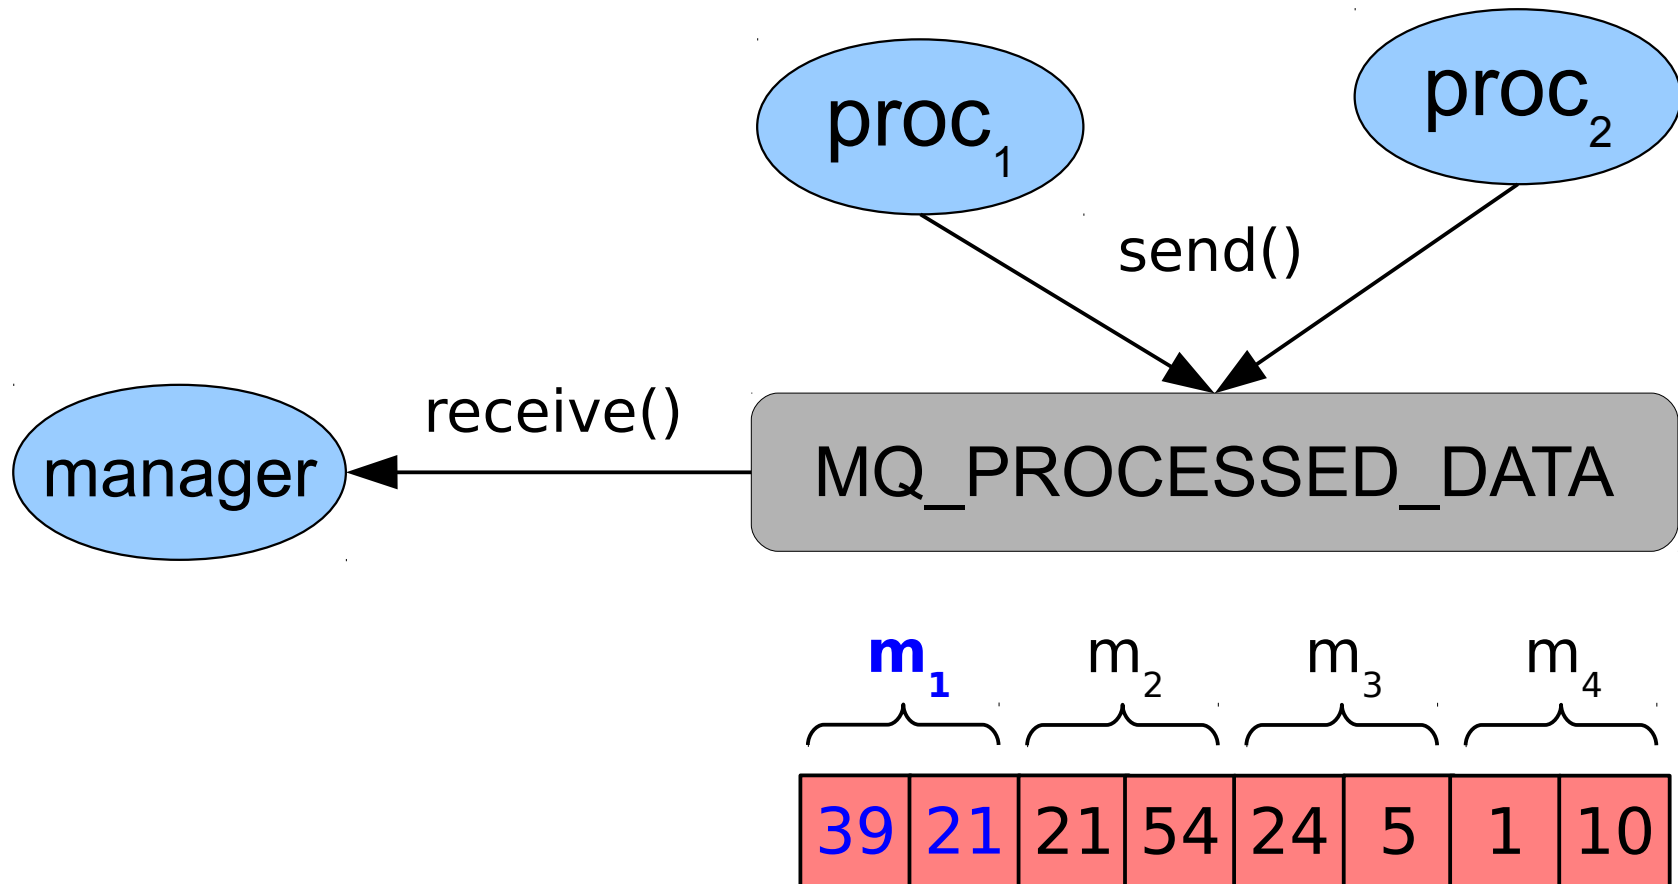 proc1
proc2
send()
receive()
manager
MQ_PROCESSED_DATA
m1 m2 m3 m4
39 21 21 54 24 5 1 10